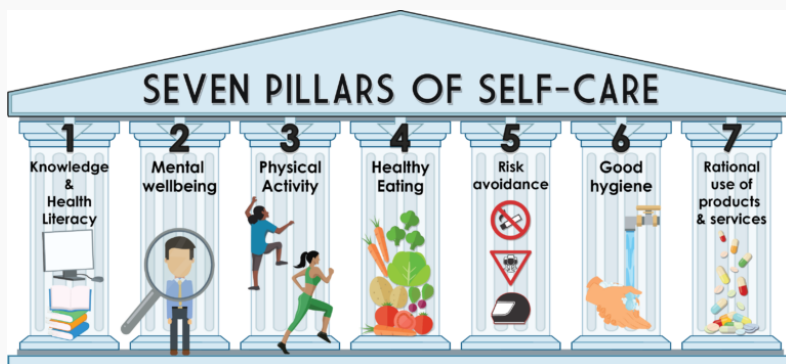 SEVEN PILLARS OF SELF-CARE
1
Knowledge
&
Health
Literacy
2
Mental
wellbeing
3
Physical
Activity
4
Healthy
Eating
5
Risk
avoidance
6
Good
hygiene
7
Rational
use of
products
& services